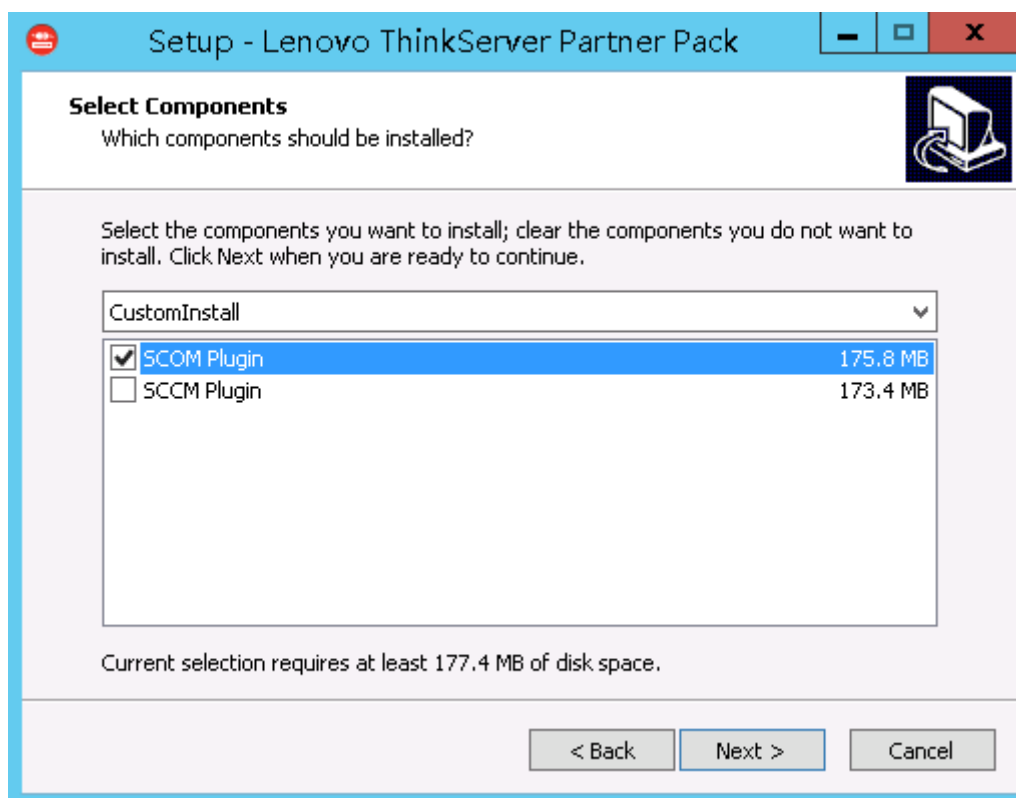 Setup - Lenovo ThinkServer Partner Pack
Select Components
Which components should be installed?
Select the components you want to install; clear the components you do not want to
install. Click Next when you are ready to continue.
CustomInstall
SCOM Plugin 175.8 MB
SCCM Plugin 173.4 MB
Current selection requires at least 177.4 MB of disk space.
< Back Next > Cancel